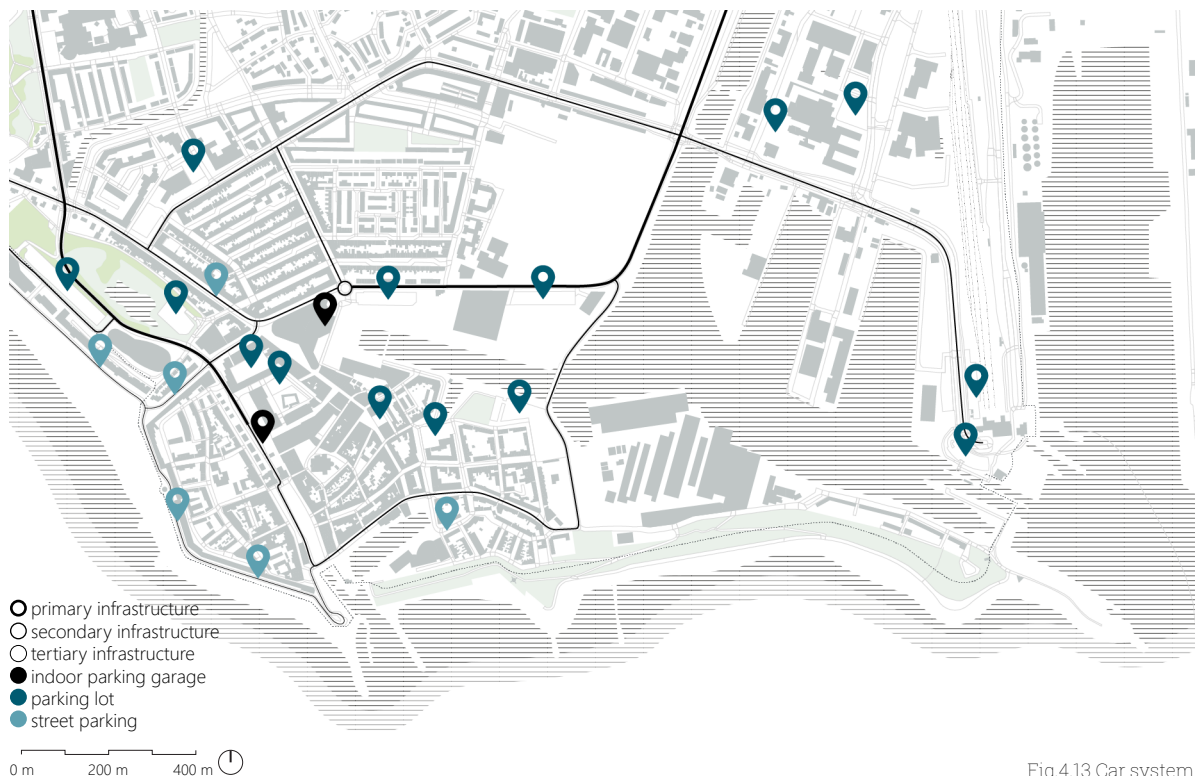 primary infrastructure
secondary infrastructure
tertiary infrastructure
indoor parking garage
parking lot
street parking
0 m 200 m 400 m
Fig 4.13 Car system